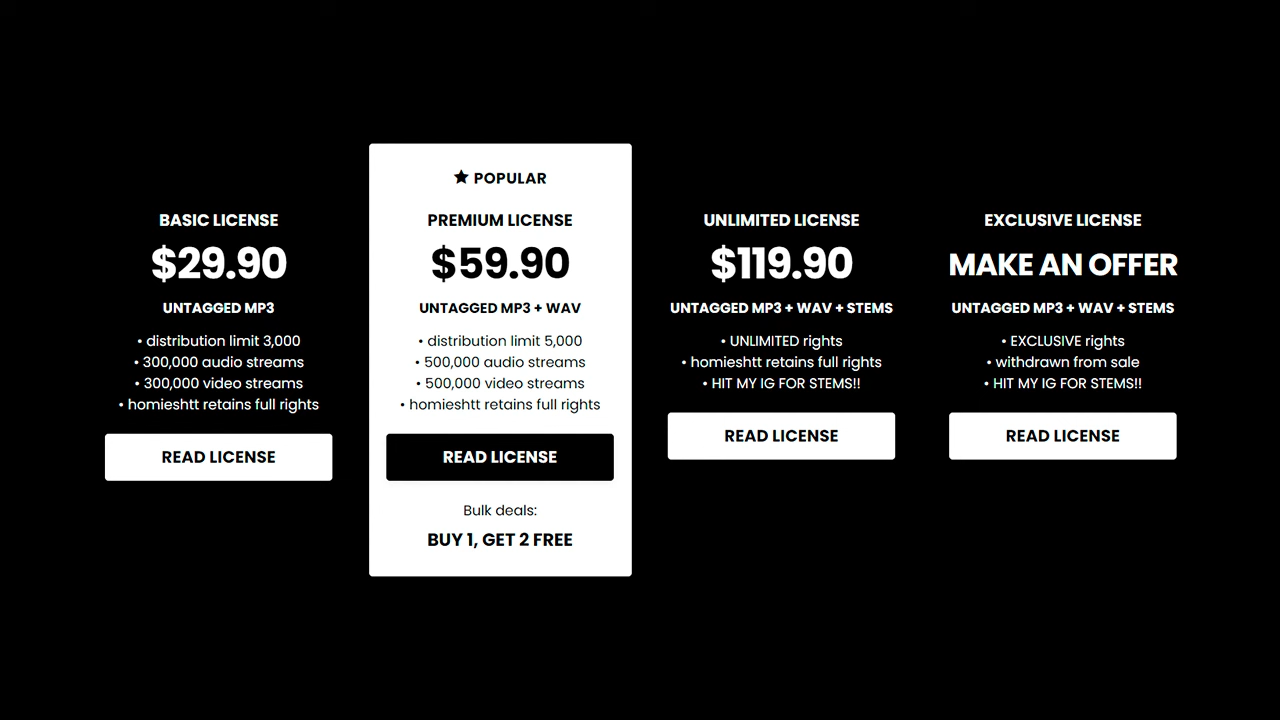 BASIC LICENSE
$29.90
UNTAGGED MP3
• distribution limit 3,000
• 300,000 audio streams
• 300,000 video streams
• homieshtt retains full rights
READ LICENSE
★ POPULAR
PREMIUM LICENSE
$59.90
UNTAGGED MP3 + WAV
• distribution limit 5,000
• 500,000 audio streams
• 500,000 video streams
• homieshtt retains full rights
READ LICENSE
Bulk deals:
BUY 1, GET 2 FREE
UNLIMITED LICENSE
$119.90
UNTAGGED MP3 + WAV + STEMS
• UNLIMITED rights
• homieshtt retains full rights
• HIT MY IG FOR STEMS!!
READ LICENSE
EXCLUSIVE LICENSE
MAKE AN OFFER
UNTAGGED MP3 + WAV + STEMS
• EXCLUSIVE rights
• withdrawn from sale
• HIT MY IG FOR STEMS!!
READ LICENSE